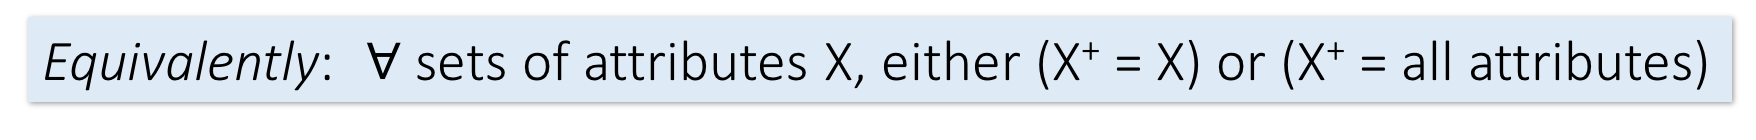 Equivalently: ∀ sets of attributes X, either (X⁺ = X) or (X⁺ = all attributes)